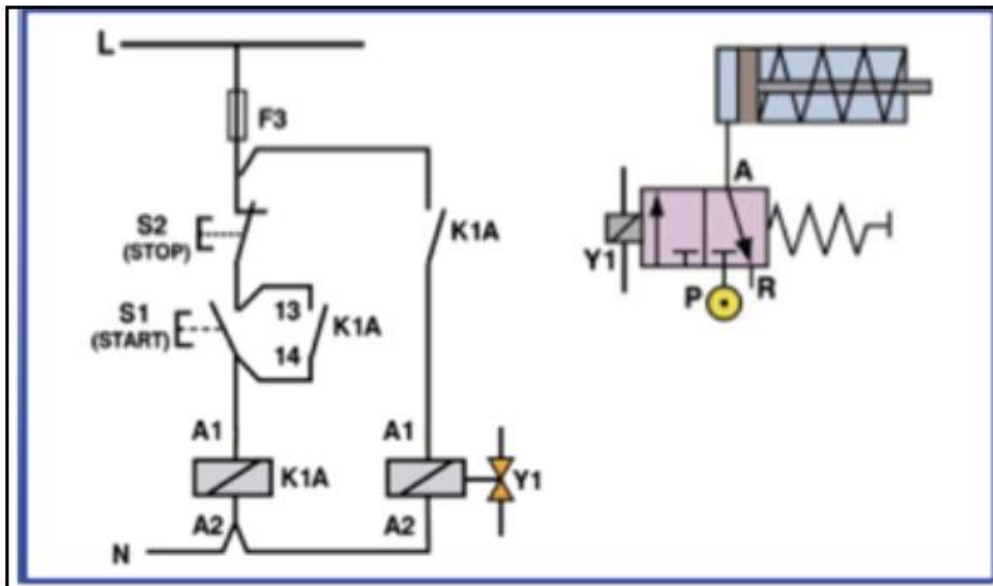 L
F3
S2
(STOP)
K1A
S1
(START)
13
K1A
14
A1
A1
K1A
Y1
A2
A2
N
A
Y1
P
R